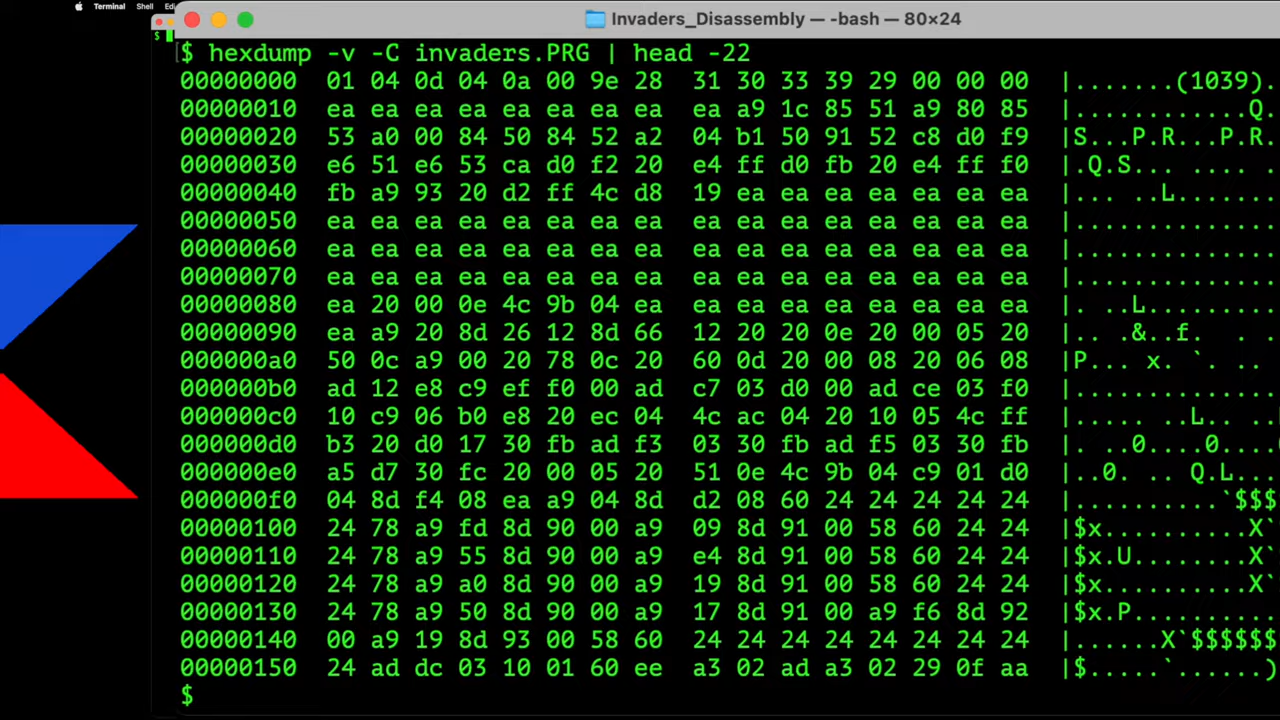 Terminal Shell Edi
Invaders_Disassembly — -bash — 80×24
$
[$ hexdump -v -C invaders.PRG | head -22
00000000  01 04 0d 04 0a 00 9e 28  31 30 33 39 29 00 00 00  |.......(1039).
00000010  ea ea ea ea ea ea ea ea  ea a9 1c 85 51 a9 80 85  |............Q.
00000020  53 a0 00 84 50 84 52 a2  04 b1 50 91 52 c8 d0 f9  |S...P.R...P.R.
00000030  e6 51 e6 53 ca d0 f2 20  e4 ff d0 fb 20 e4 ff f0  |.Q.S... .... .
00000040  fb a9 93 20 d2 ff 4c d8  19 ea ea ea ea ea ea ea  |... ..L.......
00000050  ea ea ea ea ea ea ea ea  ea ea ea ea ea ea ea ea  |..............
00000060  ea ea ea ea ea ea ea ea  ea ea ea ea ea ea ea ea  |..............
00000070  ea ea ea ea ea ea ea ea  ea ea ea ea ea ea ea ea  |..............
00000080  ea 20 00 0e 4c 9b 04 ea  ea ea ea ea ea ea ea ea  |. ..L.........
00000090  ea a9 20 8d 26 12 8d 66  12 20 20 0e 20 00 05 20  |.. .&..f.  . .
000000a0  50 0c a9 00 20 78 0c 20  60 0d 20 00 08 20 06 08  |P... x. `. ..
000000b0  ad 12 e8 c9 ef f0 00 ad  c7 03 d0 00 ad ce 03 f0  |..............
000000c0  10 c9 06 b0 e8 20 ec 04  4c ac 04 20 10 05 4c ff  |..... ..L.. ..
000000d0  b3 20 d0 17 30 fb ad f3  03 30 fb ad f5 03 30 fb  |. ..0....0....0
000000e0  a5 d7 30 fc 20 00 05 20  51 0e 4c 9b 04 c9 01 d0  |..0. .. Q.L...
000000f0  04 8d f4 08 ea a9 04 8d  d2 08 60 24 24 24 24 24  |..........`$$$
00000100  24 78 a9 fd 8d 90 00 a9  09 8d 91 00 58 60 24 24  |$x..........X`
00000110  24 78 a9 55 8d 90 00 a9  e4 8d 91 00 58 60 24 24  |$x.U........X`
00000120  24 78 a9 a0 8d 90 00 a9  19 8d 91 00 58 60 24 24  |$x..........X`
00000130  24 78 a9 50 8d 90 00 a9  17 8d 91 00 a9 f6 8d 92  |$x.P..........
00000140  00 a9 19 8d 93 00 58 60  24 24 24 24 24 24 24 24  |......X`$$$$$$
00000150  24 ad dc 03 10 01 60 ee  a3 02 ad a3 02 29 0f aa  |$.....`......)
$